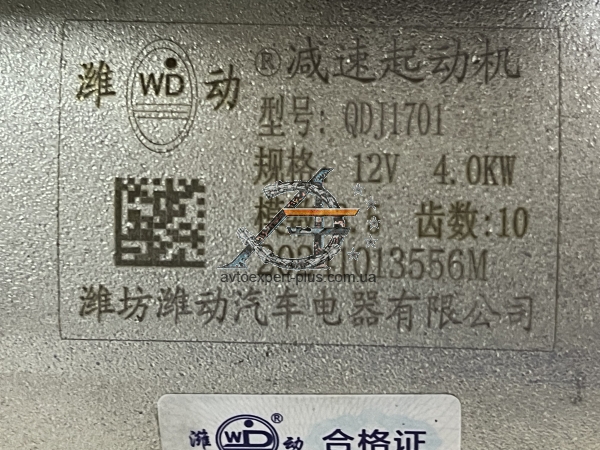 潍 WD 动 ®减速起动机
型号: QDJ1701
规格: 12V 4.0KW
齿数:10
013556M
avtoexpert-plus.com.ua
潍坊潍动汽车电器有限公司
潍 WD ® 动 合格证